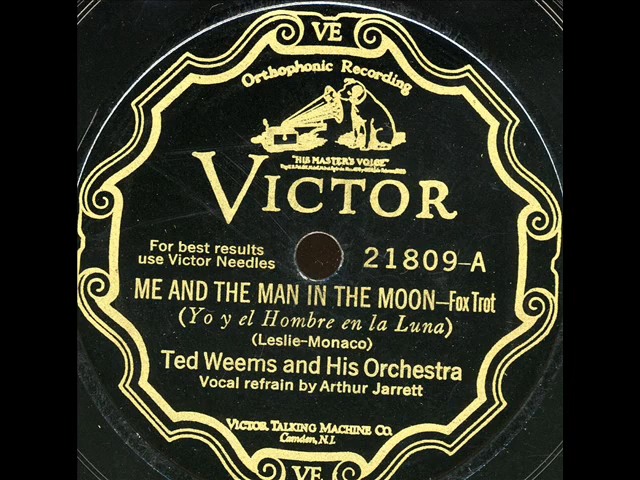 VE
Orthophonic Recording
"HIS MASTER'S VOICE"
VICTOR
For best results
use Victor Needles
21809-A
ME AND THE MAN IN THE MOON—Fox Trot
(Yo y el Hombre en la Luna)
(Leslie-Monaco)
Ted Weems and His Orchestra
Vocal refrain by Arthur Jarrett
VICTOR TALKING MACHINE CO.
Camden, N.J.
VE